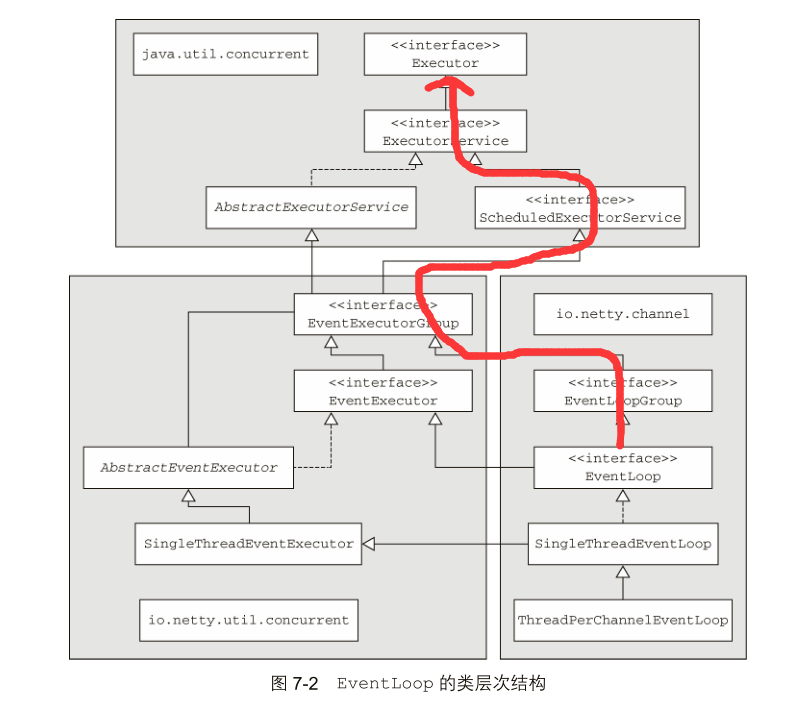 java.util.concurrent
<<interface>>
Executor
<<interface>>
ExecutorService
AbstractExecutorService
<<interface>>
ScheduledExecutorService
<<interface>>
EventExecutorGroup
io.netty.channel
<<interface>>
EventExecutor
<<interface>>
EventLoopGroup
AbstractEventExecutor
<<interface>>
EventLoop
SingleThreadEventExecutor
SingleThreadEventLoop
io.netty.util.concurrent
ThreadPerChannelEventLoop
图 7-2 EventLoop 的类层次结构